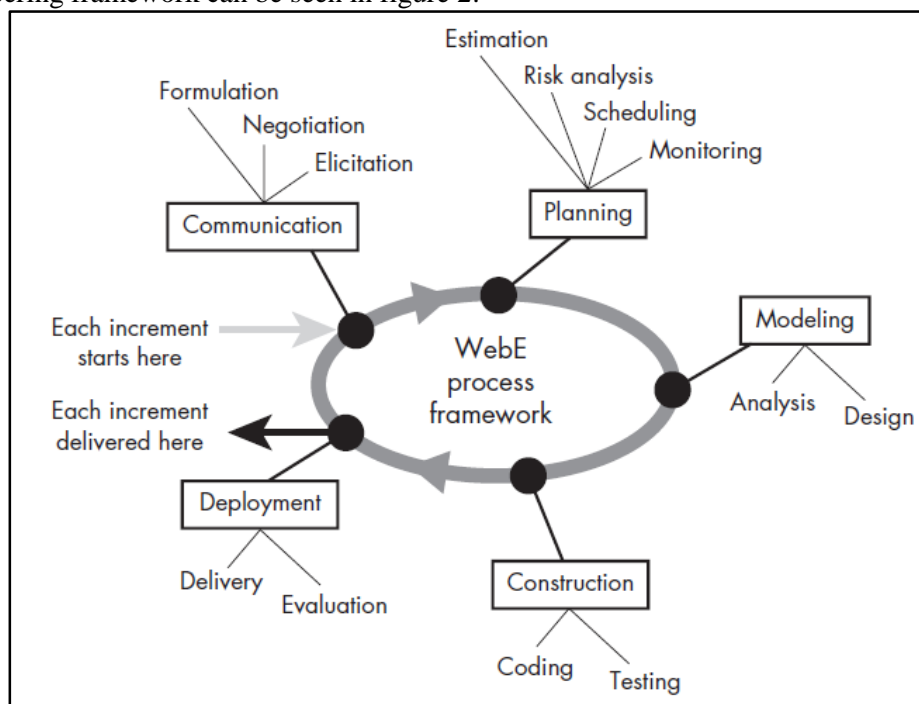 ering framework can be seen in figure 2.
Estimation
Risk analysis
Scheduling
Monitoring
Planning
Formulation
Negotiation
Elicitation
Communication
Each increment
starts here
WebE
process
framework
Modeling
Analysis
Design
Each increment
delivered here
Deployment
Delivery
Evaluation
Construction
Coding
Testing